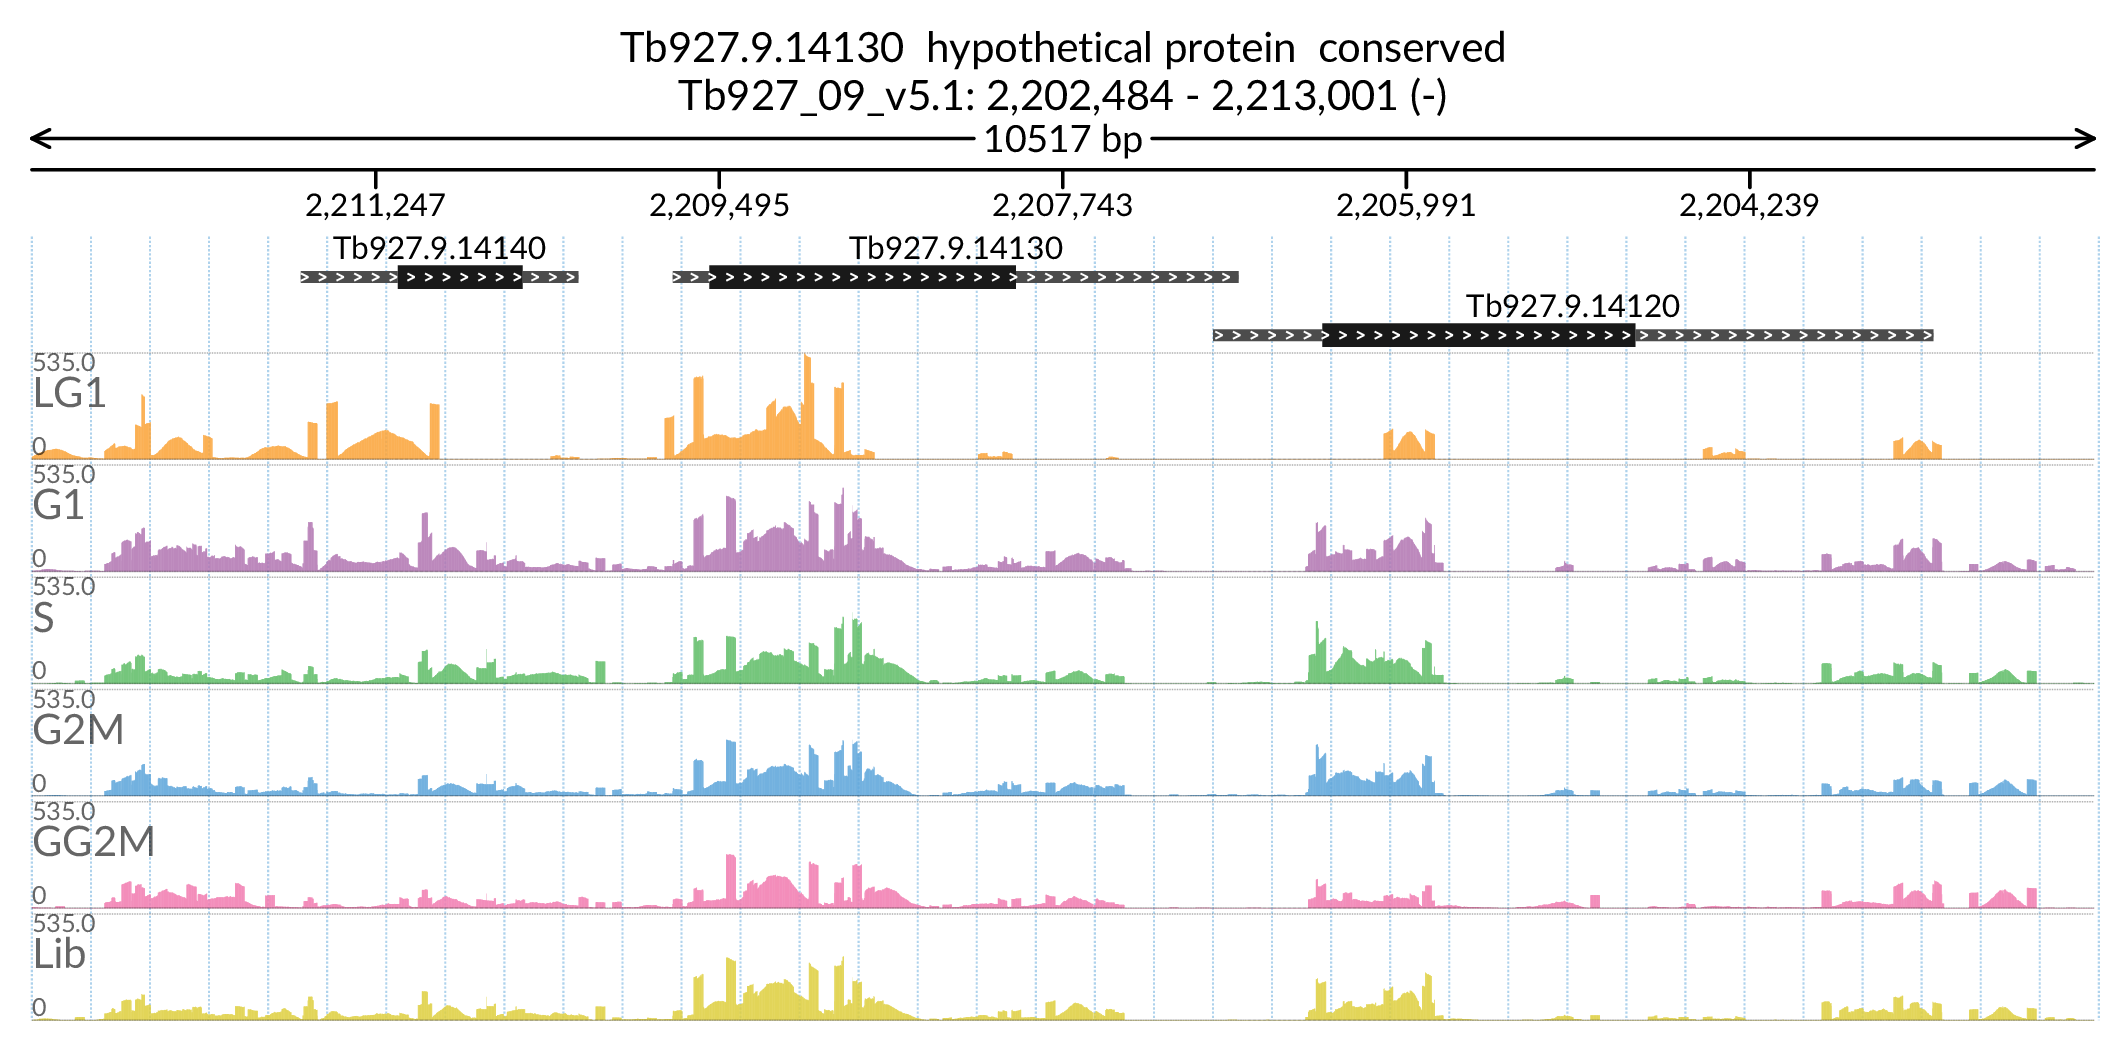 Tb927.9.14130  hypothetical protein  conserved
Tb927_09_v5.1: 2,202,484 - 2,213,001 (-)
10517 bp
2,211,247 2,209,495 2,207,743 2,205,991 2,204,239
Tb927.9.14140 Tb927.9.14130
Tb927.9.14120
535.0
LG1
0
535.0
G1
0
535.0
S
0
535.0
G2M
0
535.0
GG2M
0
535.0
Lib
0